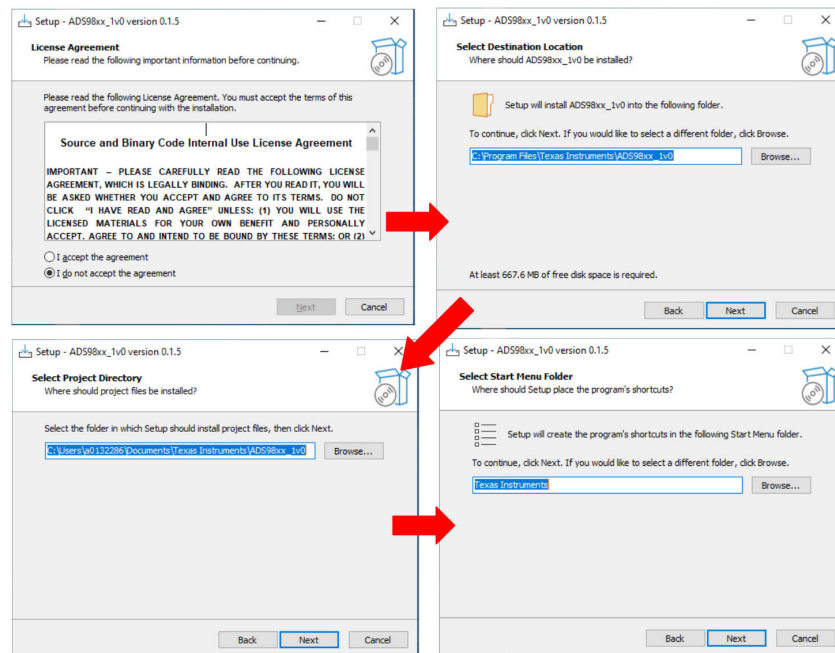 Setup - ADS98xx_1v0 version 0.1.5
License Agreement
Please read the following important information before continuing.
Please read the following License Agreement. You must accept the terms of this
agreement before continuing with the installation.
Source and Binary Code Internal Use License Agreement
IMPORTANT – PLEASE CAREFULLY READ THE FOLLOWING LICENSE
AGREEMENT, WHICH IS LEGALLY BINDING. AFTER YOU READ IT, YOU WILL
BE ASKED WHETHER YOU ACCEPT AND AGREE TO ITS TERMS. DO NOT
CLICK "I HAVE READ AND AGREE" UNLESS: (1) YOU WILL USE THE
LICENSED MATERIALS FOR YOUR OWN BENEFIT AND PERSONALLY
ACCEPT, AGREE TO AND INTEND TO BE BOUND BY THESE TERMS; OR (2)
I accept the agreement
I do not accept the agreement
Next Cancel
Setup - ADS98xx_1v0 version 0.1.5
Select Destination Location
Where should ADS98xx_1v0 be installed?
Setup will install ADS98xx_1v0 into the following folder.
To continue, click Next. If you would like to select a different folder, click Browse.
C:\Program Files\Texas Instruments\ADS98xx_1v0 Browse...
At least 667.6 MB of free disk space is required.
Back Next Cancel
Setup - ADS98xx_1v0 version 0.1.5
Select Project Directory
Where should project files be installed?
Select the folder in which Setup should install project files, then click Next.
C:\Users\a0132286\Documents\Texas Instruments\ADS98xx_1v0 Browse...
Back Next Cancel
Setup - ADS98xx_1v0 version 0.1.5
Select Start Menu Folder
Where should Setup place the program's shortcuts?
Setup will create the program's shortcuts in the following Start Menu folder.
To continue, click Next. If you would like to select a different folder, click Browse.
Texas Instruments Browse...
Back Next Cancel